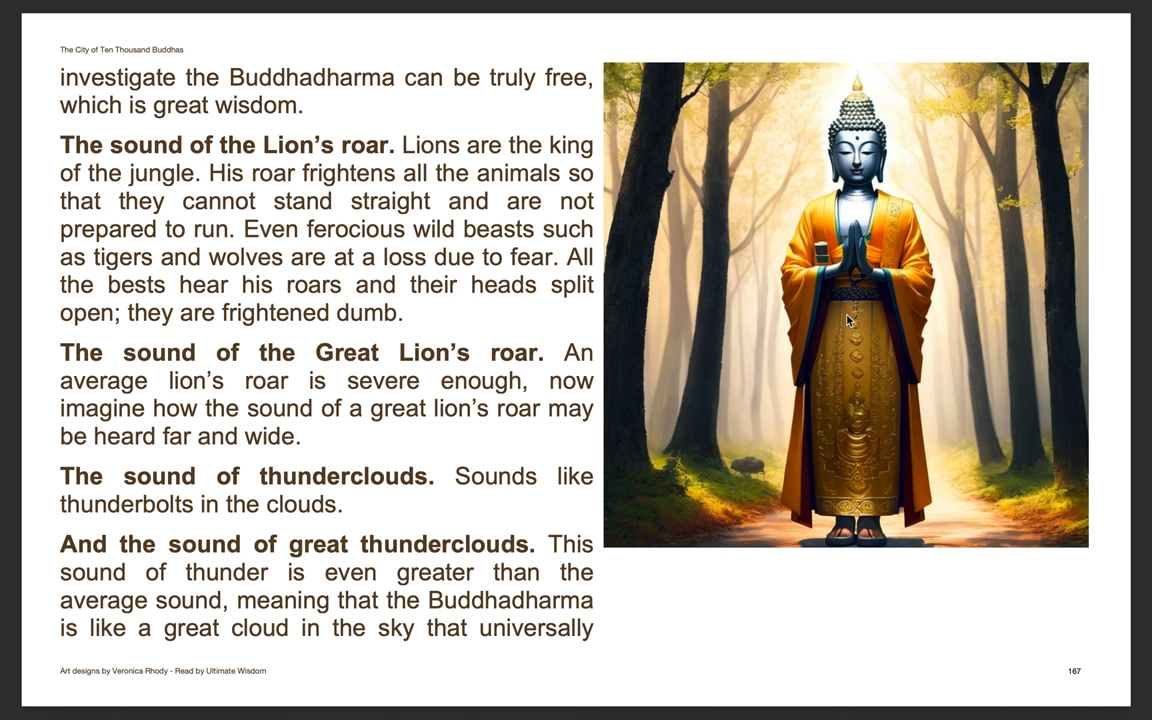 The City of Ten Thousand Buddhas
investigate the Buddhadharma can be truly free,
which is great wisdom.
The sound of the Lion’s roar. Lions are the king
of the jungle. His roar frightens all the animals so
that they cannot stand straight and are not
prepared to run. Even ferocious wild beasts such
as tigers and wolves are at a loss due to fear. All
the bests hear his roars and their heads split
open; they are frightened dumb.
The sound of the Great Lion’s roar. An
average lion’s roar is severe enough, now
imagine how the sound of a great lion’s roar may
be heard far and wide.
The sound of thunderclouds. Sounds like
thunderbolts in the clouds.
And the sound of great thunderclouds. This
sound of thunder is even greater than the
average sound, meaning that the Buddhadharma
is like a great cloud in the sky that universally
Art designs by Veronica Rhody - Read by Ultimate Wisdom
167